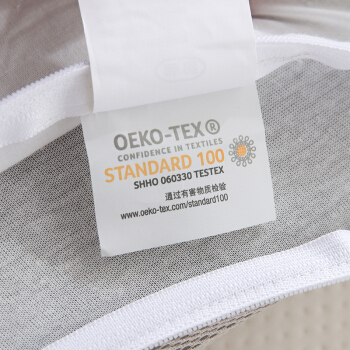 OEKO-TEX®
CONFIDENCE IN TEXTILES
STANDARD 100
SHHO 060330 TESTEX
通过有害物质检验
www.oeko-tex.com/standard100